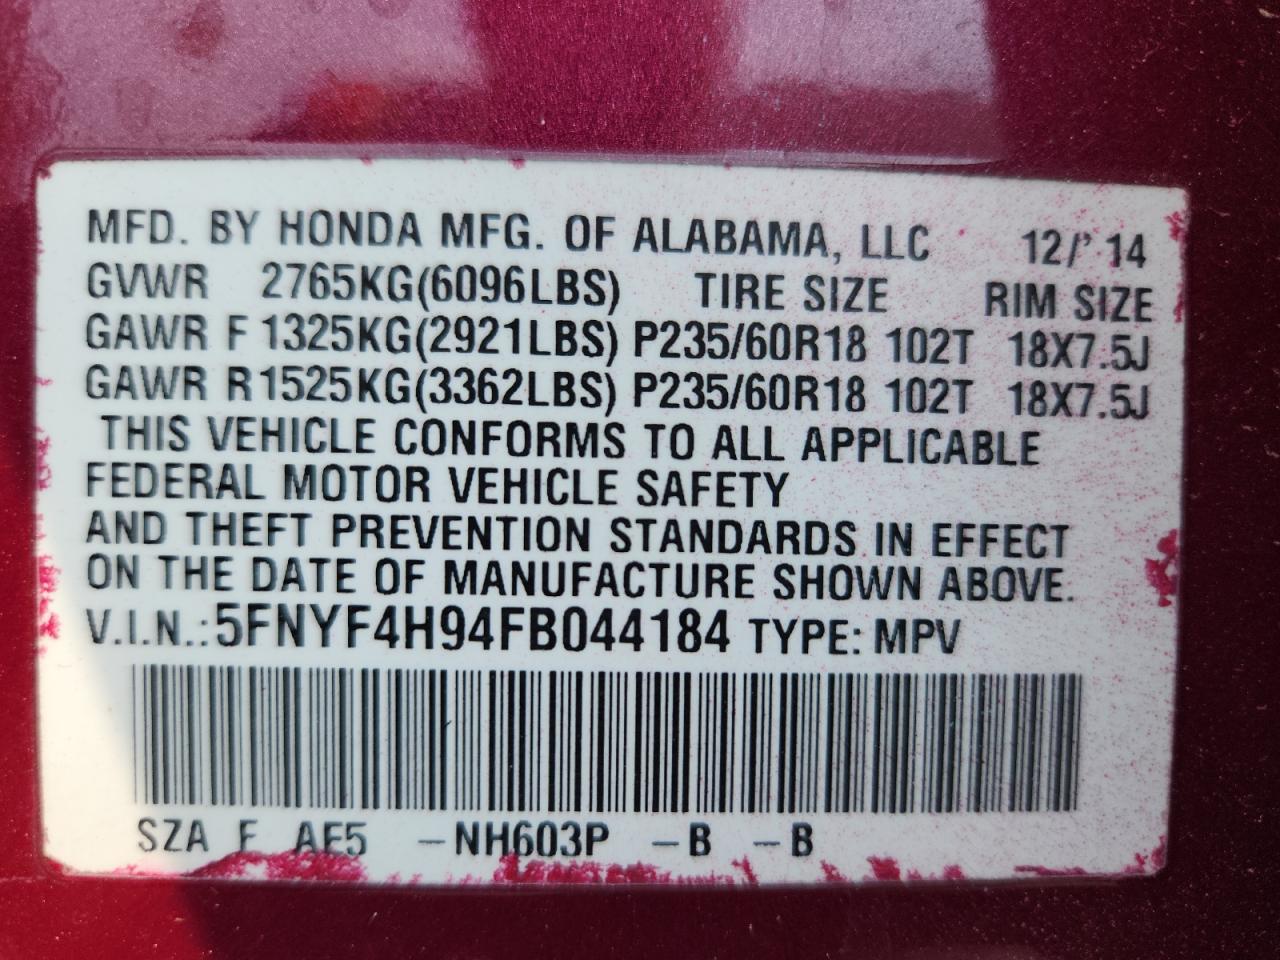 MFD. BY HONDA MFG. OF ALABAMA, LLC 12/' 14
GVWR 2765KG(6096LBS) TIRE SIZE RIM SIZE
GAWR F 1325KG(2921LBS) P235/60R18 102T 18X7.5J
GAWR R 1525KG(3362LBS) P235/60R18 102T 18X7.5J
THIS VEHICLE CONFORMS TO ALL APPLICABLE
FEDERAL MOTOR VEHICLE SAFETY
AND THEFT PREVENTION STANDARDS IN EFFECT
ON THE DATE OF MANUFACTURE SHOWN ABOVE.
V.I.N.:5FNYF4H94FB044184 TYPE: MPV
SZA F AE5 -NH603P -B -B